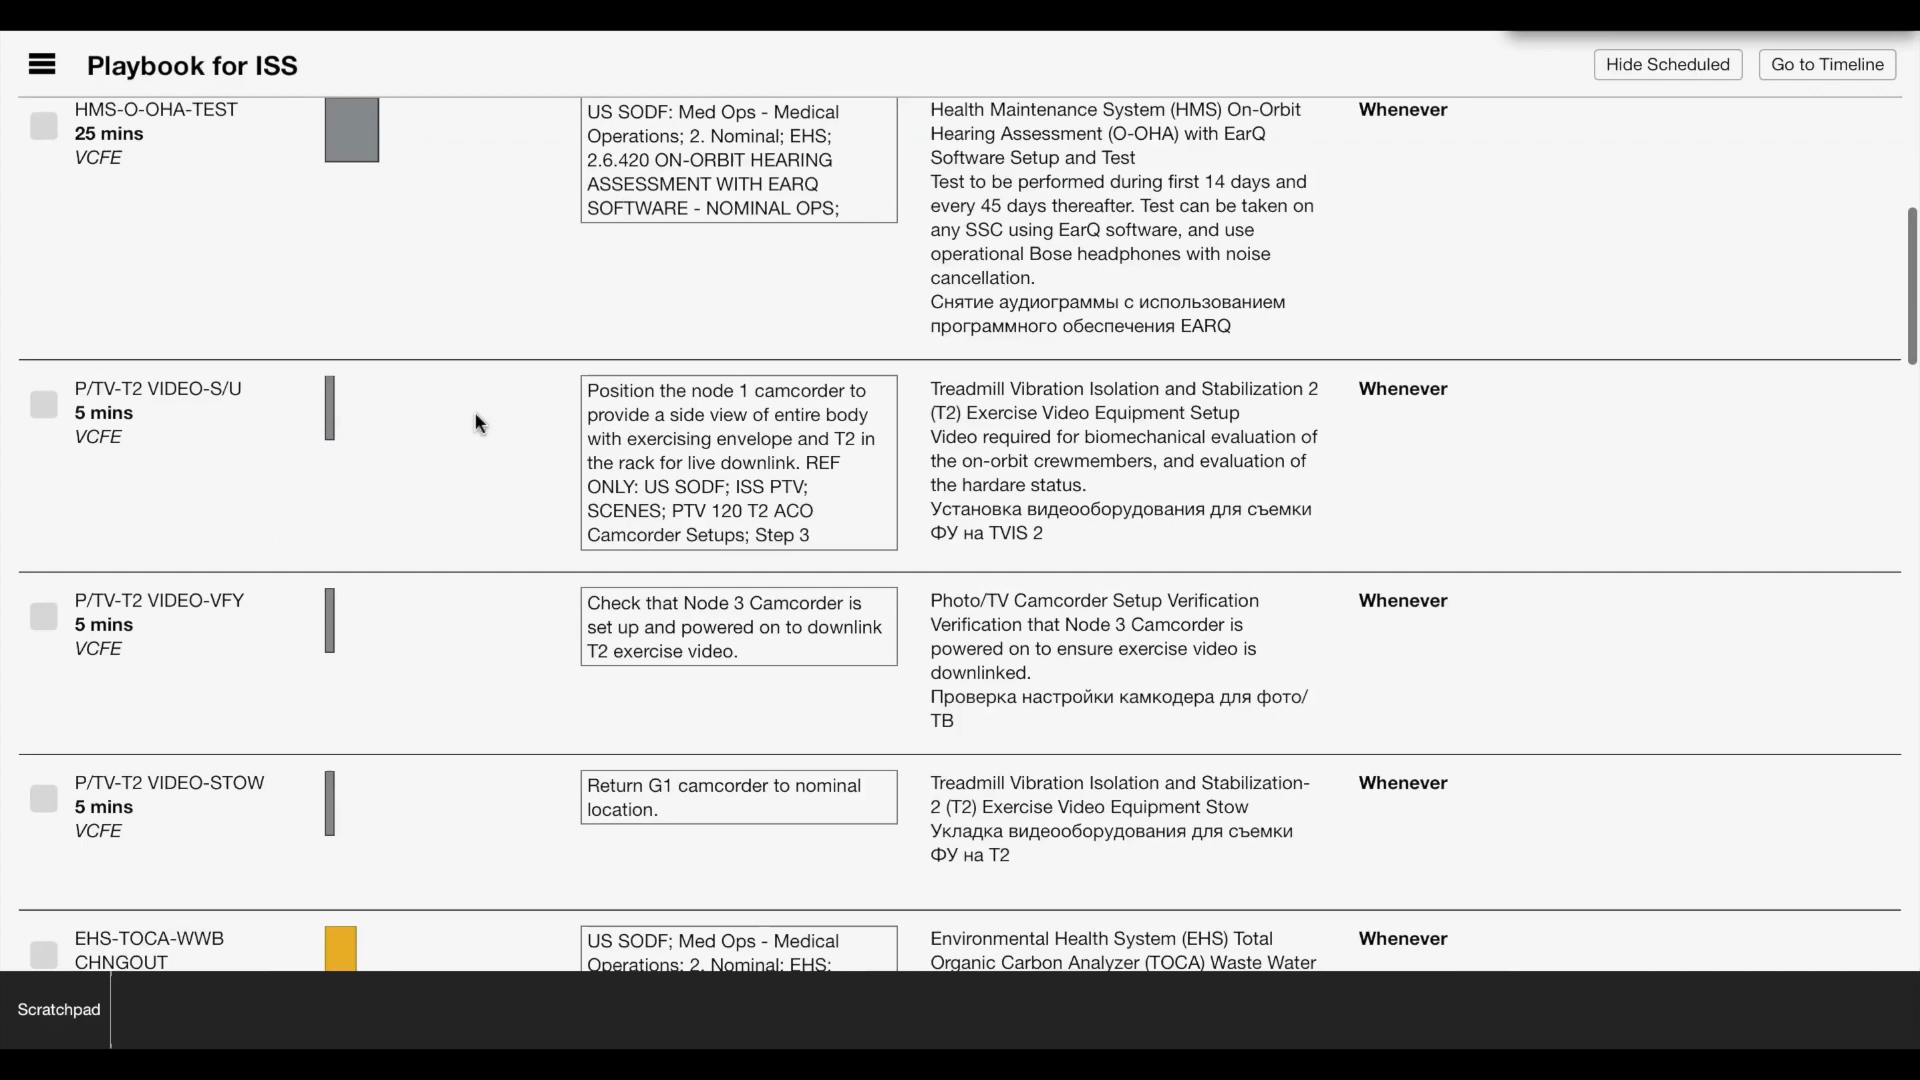 Playbook for ISS
Hide Scheduled
Go to Timeline
HMS-O-OHA-TEST
25 mins
VCFE
US SODF: Med Ops - Medical
Operations; 2. Nominal; EHS;
2.6.420 ON-ORBIT HEARING
ASSESSMENT WITH EARQ
SOFTWARE - NOMINAL OPS;
Health Maintenance System (HMS) On-Orbit
Hearing Assessment (O-OHA) with EarQ
Software Setup and Test
Test to be performed during first 14 days and
every 45 days thereafter. Test can be taken on
any SSC using EarQ software, and use
operational Bose headphones with noise
cancellation.
Снятие аудиограммы с использованием
программного обеспечения EARQ
Whenever
P/TV-T2 VIDEO-S/U
5 mins
VCFE
Position the node 1 camcorder to
provide a side view of entire body
with exercising envelope and T2 in
the rack for live downlink. REF
ONLY: US SODF; ISS PTV;
SCENES; PTV 120 T2 ACO
Camcorder Setups; Step 3
Treadmill Vibration Isolation and Stabilization 2
(T2) Exercise Video Equipment Setup
Video required for biomechanical evaluation of
the on-orbit crewmembers, and evaluation of
the hardare status.
Установка видеооборудования для съемки
ФУ на TVIS 2
Whenever
P/TV-T2 VIDEO-VFY
5 mins
VCFE
Check that Node 3 Camcorder is
set up and powered on to downlink
T2 exercise video.
Photo/TV Camcorder Setup Verification
Verification that Node 3 Camcorder is
powered on to ensure exercise video is
downlinked.
Проверка настройки камкодера для фото/
ТВ
Whenever
P/TV-T2 VIDEO-STOW
5 mins
VCFE
Return G1 camcorder to nominal
location.
Treadmill Vibration Isolation and Stabilization-
2 (T2) Exercise Video Equipment Stow
Укладка видеооборудования для съемки
ФУ на Т2
Whenever
EHS-TOCA-WWB
CHNGOUT
US SODF; Med Ops - Medical
Operations; 2. Nominal; EHS;
Environmental Health System (EHS) Total
Organic Carbon Analyzer (TOCA) Waste Water
Whenever
Scratchpad